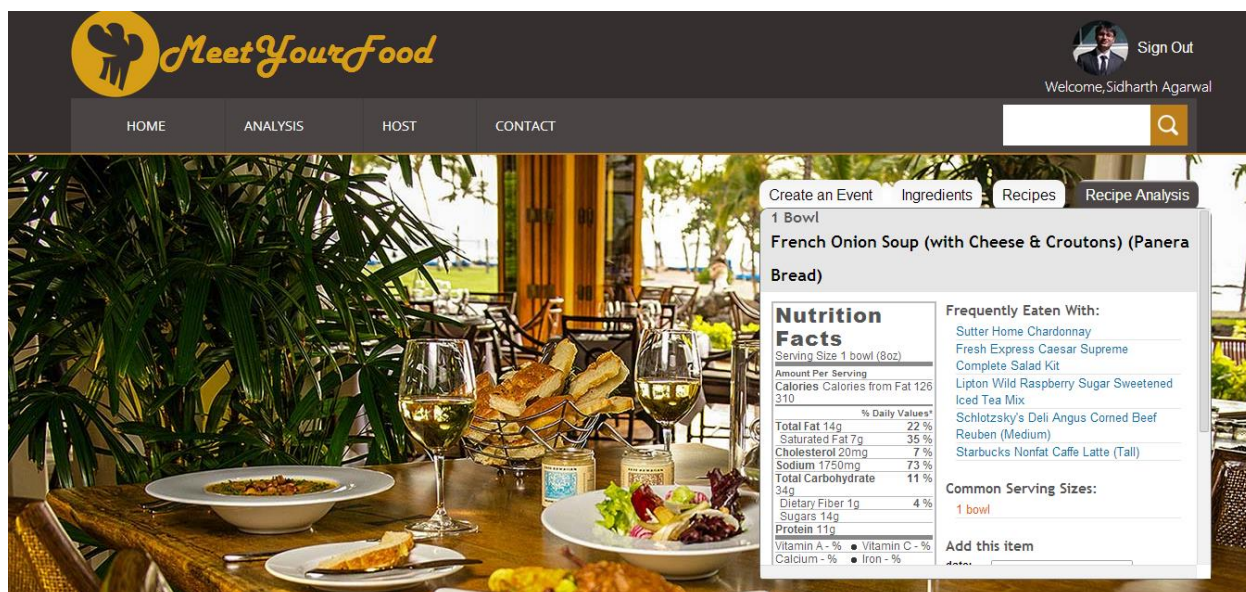 MeetYourFood
Sign Out
Welcome,Sidharth Agarwal
HOME ANALYSIS HOST CONTACT
Create an Event Ingredients Recipes Recipe Analysis
1 Bowl
French Onion Soup (with Cheese & Croutons) (Panera
Bread)
Nutrition
Facts
Serving Size 1 bowl (8oz)
Amount Per Serving
Calories Calories from Fat 126
310
% Daily Values*
Total Fat 14g 22 %
Saturated Fat 7g 35 %
Cholesterol 20mg 7 %
Sodium 1750mg 73 %
Total Carbohydrate 11 %
34g
Dietary Fiber 1g 4 %
Sugars 14g
Protein 11g
Vitamin A - % ● Vitamin C - %
Calcium - % ● Iron - %
Frequently Eaten With:
Sutter Home Chardonnay
Fresh Express Caesar Supreme
Complete Salad Kit
Lipton Wild Raspberry Sugar Sweetened
Iced Tea Mix
Schlotzsky's Deli Angus Corned Beef
Reuben (Medium)
Starbucks Nonfat Caffe Latte (Tall)
Common Serving Sizes:
1 bowl
Add this item
date: